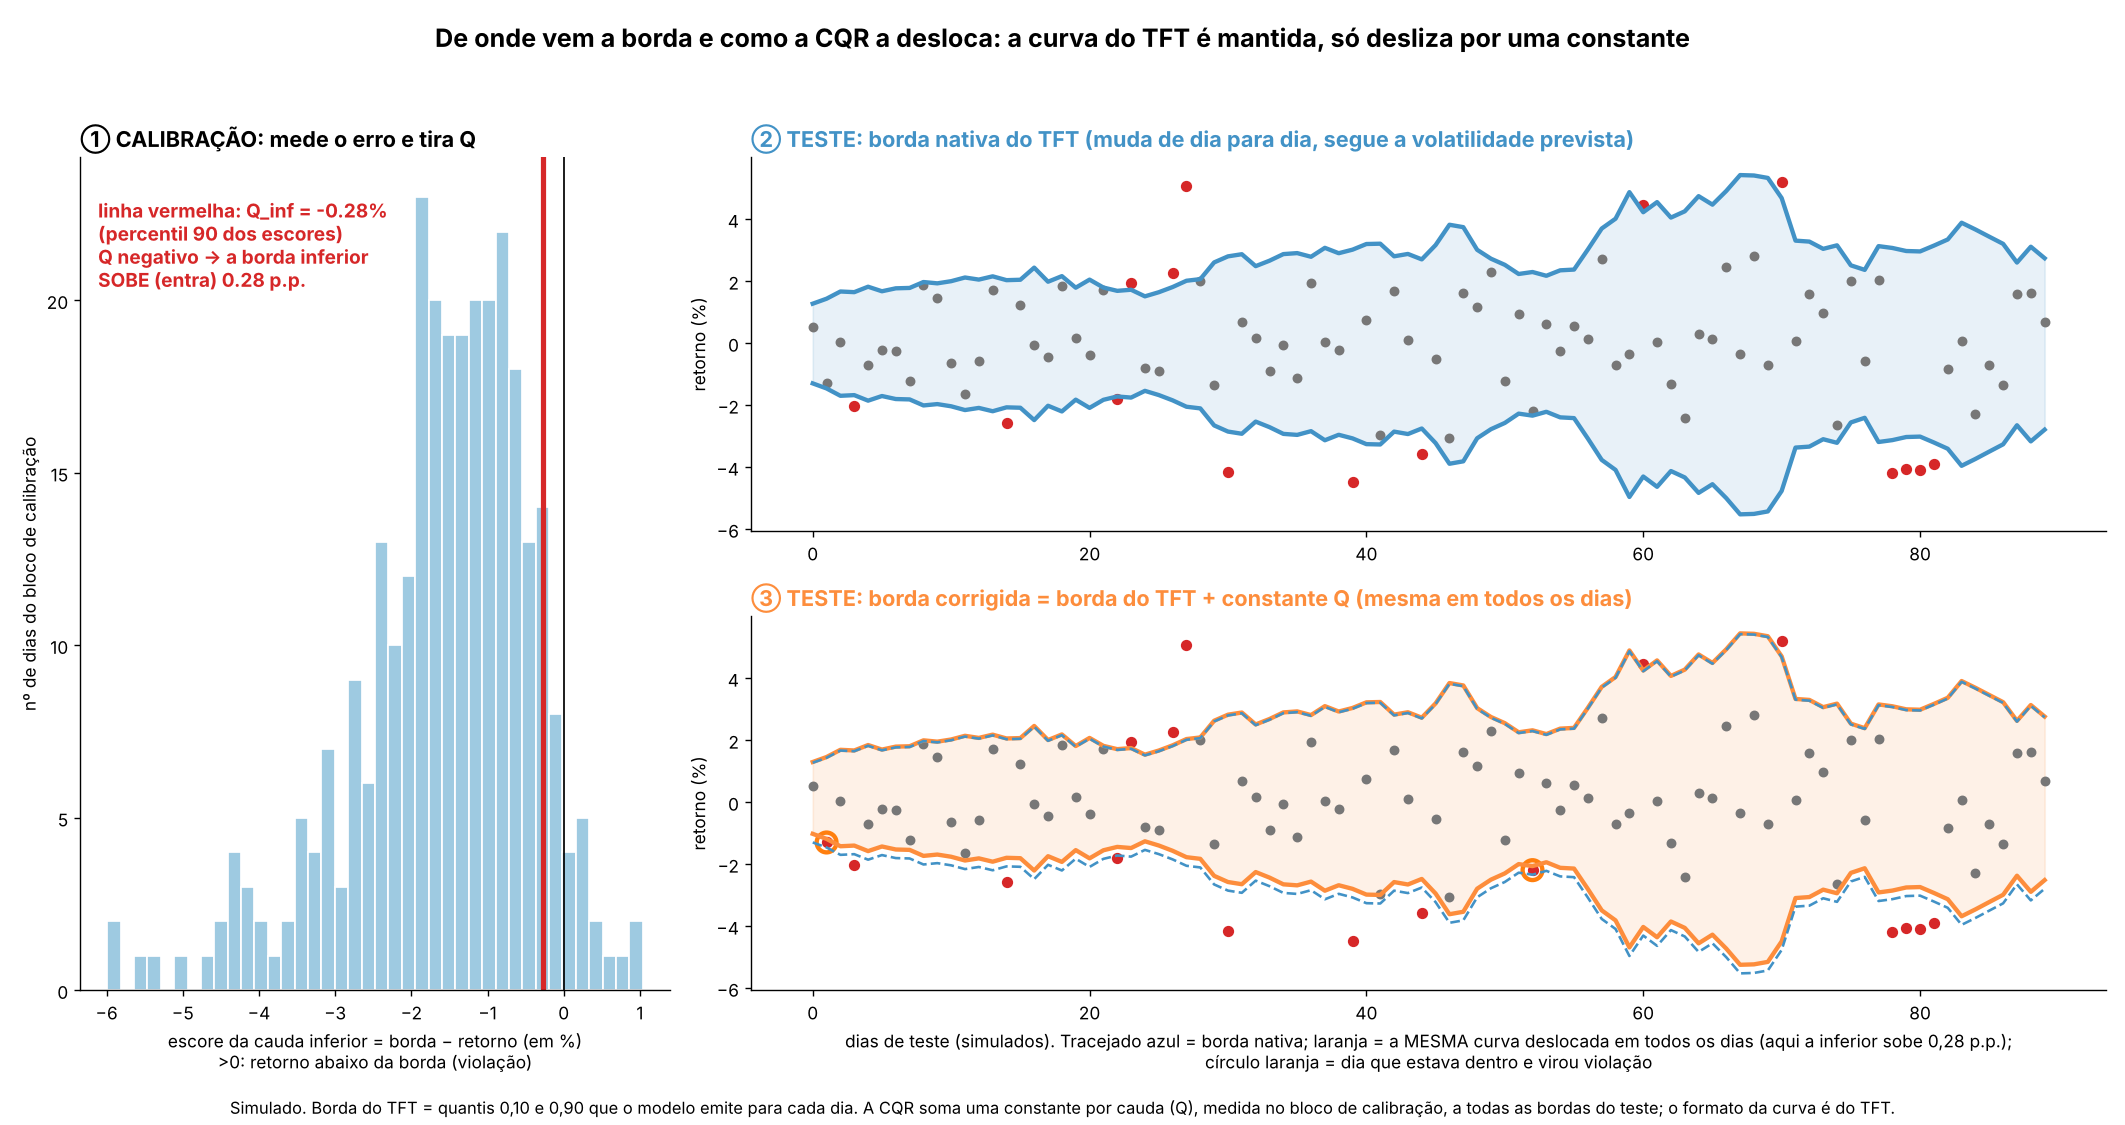 De onde vem a borda e como a CQR a desloca: a curva do TFT é mantida, só desliza por uma constante
① CALIBRAÇÃO: mede o erro e tira Q
linha vermelha: Q_inf = -0.28%
(percentil 90 dos escores)
Q negativo → a borda inferior
SOBE (entra) 0.28 p.p.
nº de dias do bloco de calibração
20
15
10
5
0
−6 −5 −4 −3 −2 −1 0 1
escore da cauda inferior = borda − retorno (em %)
>0: retorno abaixo da borda (violação)
② TESTE: borda nativa do TFT (muda de dia para dia, segue a volatilidade prevista)
retorno (%)
4
2
0
−2
−4
−6
0 20 40 60 80
③ TESTE: borda corrigida = borda do TFT + constante Q (mesma em todos os dias)
retorno (%)
4
2
0
−2
−4
−6
0 20 40 60 80
dias de teste (simulados). Tracejado azul = borda nativa; laranja = a MESMA curva deslocada em todos os dias (aqui a inferior sobe 0,28 p.p.);
círculo laranja = dia que estava dentro e virou violação
Simulado. Borda do TFT = quantis 0,10 e 0,90 que o modelo emite para cada dia. A CQR soma uma constante por cauda (Q), medida no bloco de calibração, a todas as bordas do teste; o formato da curva é do TFT.